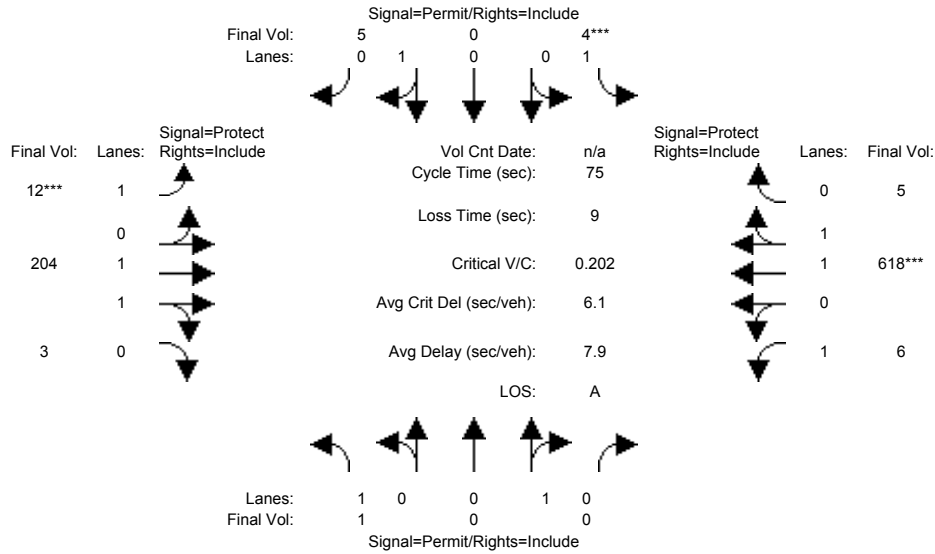 Signal=Permit/Rights=Include
Final Vol: 5 0 4***
Lanes: 0 1 0 0 1
Signal=Protect Signal=Protect
Final Vol: Lanes: Rights=Include Vol Cnt Date: n/a Rights=Include Lanes: Final Vol:
Cycle Time (sec): 75
12*** 1 0 5
Loss Time (sec): 9
0 1
204 1 Critical V/C: 0.202 1 618***
1 Avg Crit Del (sec/veh): 6.1 0
3 0 Avg Delay (sec/veh): 7.9 1 6
LOS: A
Lanes: 1 0 0 1 0
Final Vol: 1 0 0
Signal=Permit/Rights=Include